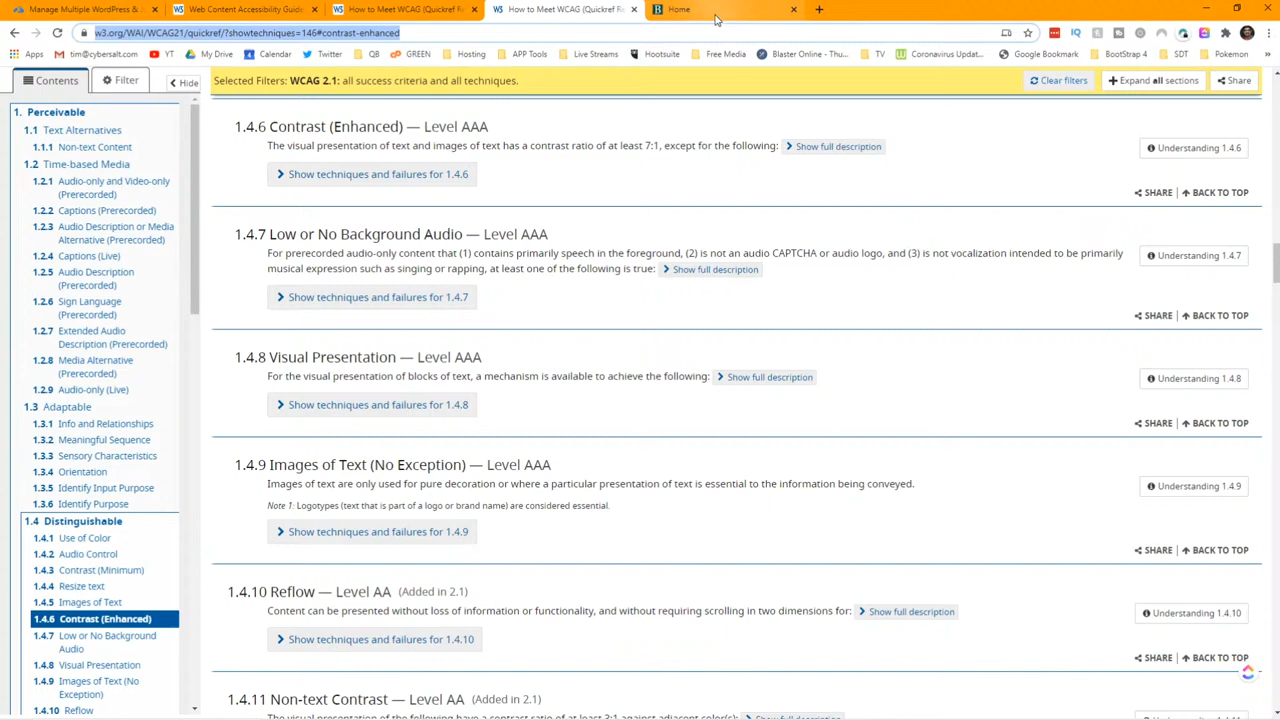 Manage Multiple WordPress & A
Web Content Accessibility Guide
How to Meet WCAG (Quickref Re
How to Meet WCAG (Quickref Re
Home
w3.org/WAI/WCAG21/quickref/?showtechniques=146#contrast-enhanced
Apps
tim@cybersalt.com
YT
My Drive
Calendar
Twitter
QB
GREEN
Hosting
APP Tools
Live Streams
Hootsuite
Free Media
Blaster Online - Thu...
TV
Coronavirus Updat...
Google Bookmark
BootStrap 4
SDT
Pokemon
Contents
Filter
Hide
Selected Filters: WCAG 2.1: all success criteria and all techniques.
Clear filters
Expand all sections
Share
1. Perceivable
1.1 Text Alternatives
1.1.1 Non-text Content
1.2 Time-based Media
1.2.1 Audio-only and Video-only
(Prerecorded)
1.2.2 Captions (Prerecorded)
1.2.3 Audio Description or Media
Alternative (Prerecorded)
1.2.4 Captions (Live)
1.2.5 Audio Description
(Prerecorded)
1.2.6 Sign Language
(Prerecorded)
1.2.7 Extended Audio
Description (Prerecorded)
1.2.8 Media Alternative
(Prerecorded)
1.2.9 Audio-only (Live)
1.3 Adaptable
1.3.1 Info and Relationships
1.3.2 Meaningful Sequence
1.3.3 Sensory Characteristics
1.3.4 Orientation
1.3.5 Identify Input Purpose
1.3.6 Identify Purpose
1.4 Distinguishable
1.4.1 Use of Color
1.4.2 Audio Control
1.4.3 Contrast (Minimum)
1.4.4 Resize text
1.4.5 Images of Text
1.4.6 Contrast (Enhanced)
1.4.7 Low or No Background
Audio
1.4.8 Visual Presentation
1.4.9 Images of Text (No
Exception)
1.4.10 Reflow
1.4.6 Contrast (Enhanced) — Level AAA
The visual presentation of text and images of text has a contrast ratio of at least 7:1, except for the following: Show full description
Understanding 1.4.6
Show techniques and failures for 1.4.6
SHARE | BACK TO TOP
1.4.7 Low or No Background Audio — Level AAA
For prerecorded audio-only content that (1) contains primarily speech in the foreground, (2) is not an audio CAPTCHA or audio logo, and (3) is not vocalization intended to be primarily
musical expression such as singing or rapping, at least one of the following is true: Show full description
Understanding 1.4.7
Show techniques and failures for 1.4.7
SHARE | BACK TO TOP
1.4.8 Visual Presentation — Level AAA
For the visual presentation of blocks of text, a mechanism is available to achieve the following: Show full description
Understanding 1.4.8
Show techniques and failures for 1.4.8
SHARE | BACK TO TOP
1.4.9 Images of Text (No Exception) — Level AAA
Images of text are only used for pure decoration or where a particular presentation of text is essential to the information being conveyed.
Understanding 1.4.9
Note 1: Logotypes (text that is part of a logo or brand name) are considered essential.
Show techniques and failures for 1.4.9
SHARE | BACK TO TOP
1.4.10 Reflow — Level AA (Added in 2.1)
Content can be presented without loss of information or functionality, and without requiring scrolling in two dimensions for: Show full description
Understanding 1.4.10
Show techniques and failures for 1.4.10
SHARE | BACK TO TOP
1.4.11 Non-text Contrast — Level AA (Added in 2.1)
The visual presentation of the following have a contrast ratio of at least 3:1 against adjacent color(s): Show full description